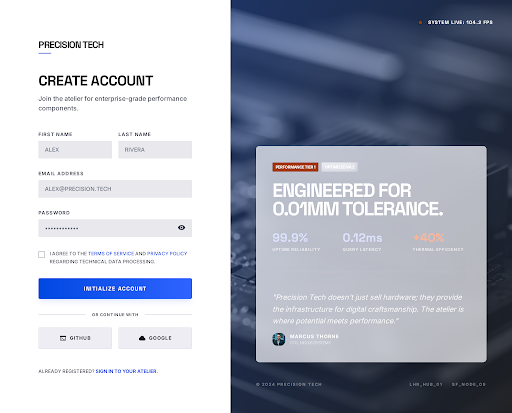 PRECISION TECH
CREATE ACCOUNT
Join the atelier for enterprise-grade performance
components.
FIRST NAME
LAST NAME
ALEX
RIVERA
EMAIL ADDRESS
ALEX@PRECISION.TECH
PASSWORD
••••••••••••
I AGREE TO THE TERMS OF SERVICE AND PRIVACY POLICY
REGARDING TECHNICAL DATA PROCESSING.
INITIALIZE ACCOUNT
OR CONTINUE WITH
GITHUB
GOOGLE
ALREADY REGISTERED? SIGN IN TO YOUR ATELIER.
SYSTEM LIVE: 104.2 FPS
PERFORMANCE TIER 1
ENGINEERED FOR
0.01MM TOLERANCE.
99.9%
0.12ms
+40%
UPTIME RELIABILITY
LATENCY
THERMAL EFFICIENCY
"Precision Tech doesn't just sell hardware; they provide
the infrastructure for digital craftsmanship. The atelier is
where potential meets performance."
MARCUS THORNE
© 2024 PRECISION TECH
LHR_HUB_01
SF_NODE_09